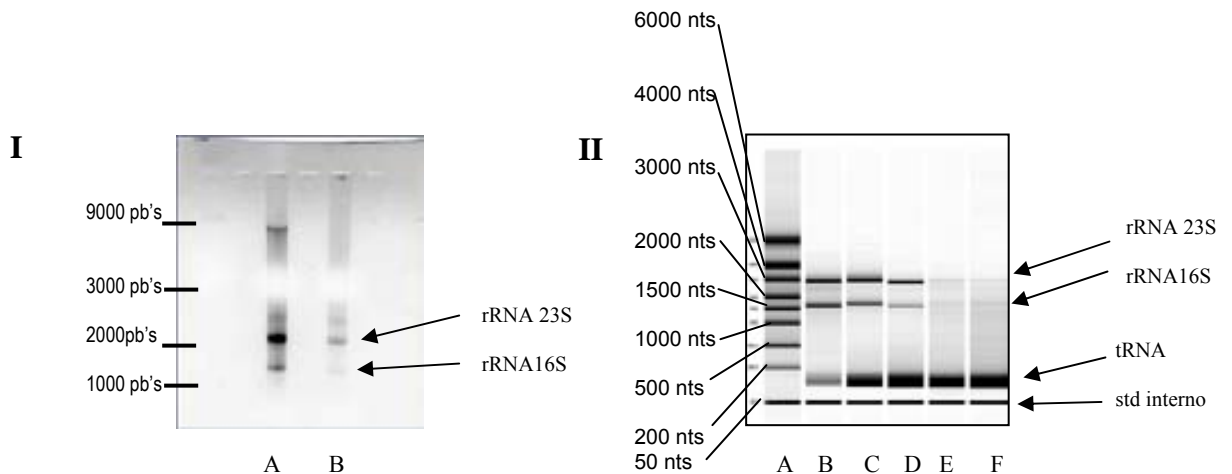 I
9000 pb's
3000 pb's
2000pb's
1000 pb's
rRNA 23S
rRNA16S
A B
II
6000 nts
4000 nts
3000 nts
2000 nts
1500 nts
1000 nts
500 nts
200 nts
50 nts
rRNA 23S
rRNA16S
tRNA
std interno
A B C D E F